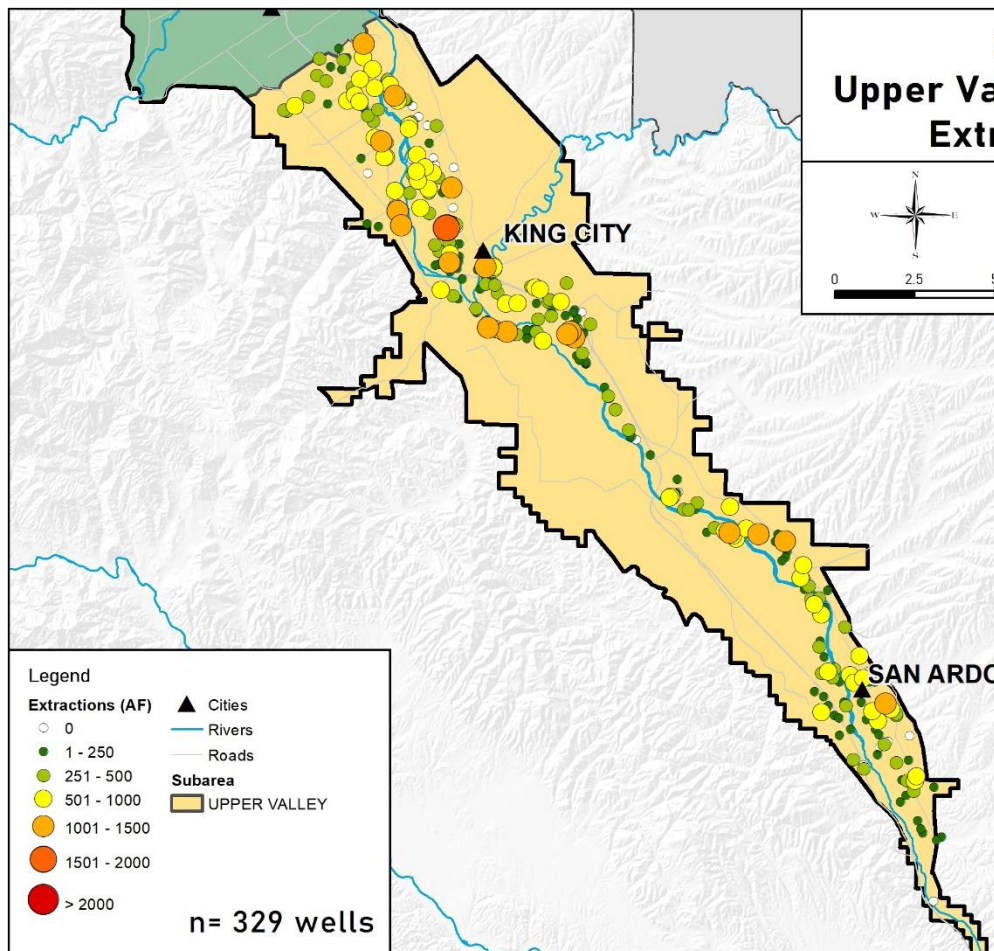 Upper Va
Extr
N
W E
S
0 2.5 5
KING CITY
SAN ARDO
Legend
Extractions (AF)
0
1 - 250
251 - 500
501 - 1000
1001 - 1500
1501 - 2000
> 2000
Cities
Rivers
Roads
Subarea
UPPER VALLEY
n= 329 wells